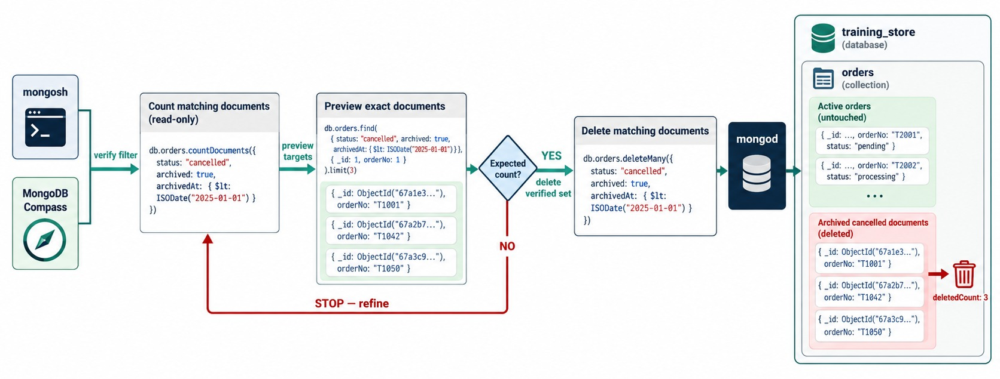 mongosh
MongoDB
Compass
verify filter
Count matching documents
(read-only)
db.orders.countDocuments({
status: "cancelled",
archived: true,
archivedAt: { $lt:
ISODate("2025-01-01") }
})
preview
targets
Preview exact documents
db.orders.find(
{ status: "cancelled", archived: true,
archivedAt: { $lt: ISODate("2025-01-01") } },
{ _id: 1, orderNo: 1 }
).limit(3)
{ _id: ObjectId("67a1e3..."),
orderNo: "T1001" }
{ _id: ObjectId("67a2b7..."),
orderNo: "T1042" }
{ _id: ObjectId("67a3c9..."),
orderNo: "T1050" }
Expected
count?
YES
delete
verified set
NO
STOP — refine
Delete matching documents
db.orders.deleteMany({
status: "cancelled",
archived: true,
archivedAt: { $lt:
ISODate("2025-01-01") }
})
mongod
training_store
(database)
orders
(collection)
Active orders
(untouched)
{ _id: ..., orderNo: "T2001",
status: "pending" }
{ _id: ..., orderNo: "T2002",
status: "processing" }
...
Archived cancelled documents
(deleted)
{ _id: ObjectId("67a1e3..."),
orderNo: "T1001" }
{ _id: ObjectId("67a2b7..."),
orderNo: "T1042" }
{ _id: ObjectId("67a3c9..."),
orderNo: "T1050" }
deletedCount: 3